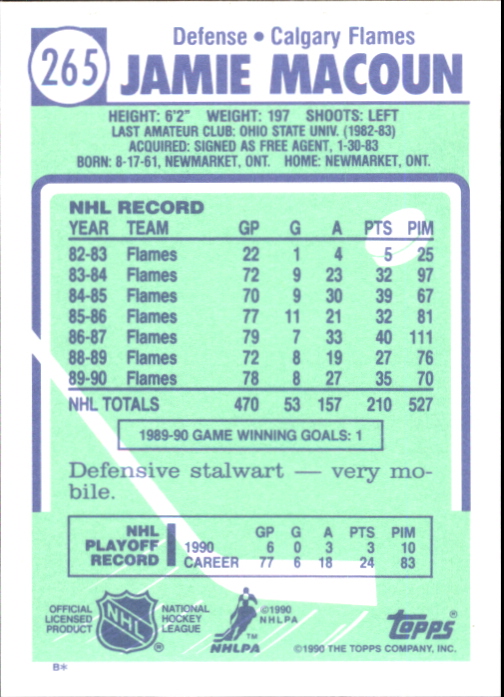 265
Defense • Calgary Flames
JAMIE MACOUN
HEIGHT: 6'2" WEIGHT: 197 SHOOTS: LEFT
LAST AMATEUR CLUB: OHIO STATE UNIV. (1982-83)
ACQUIRED: SIGNED AS FREE AGENT, 1-30-83
BORN: 8-17-61, NEWMARKET, ONT. HOME: NEWMARKET, ONT.
NHL RECORD
YEAR TEAM GP G A PTS PIM
82-83 Flames 22 1 4 5 25
83-84 Flames 72 9 23 32 97
84-85 Flames 70 9 30 39 67
85-86 Flames 77 11 21 32 81
86-87 Flames 79 7 33 40 111
88-89 Flames 72 8 19 27 76
89-90 Flames 78 8 27 35 70
NHL TOTALS 470 53 157 210 527
1989-90 GAME WINNING GOALS: 1
Defensive stalwart — very mo-
bile.
NHL PLAYOFF RECORD
GP G A PTS PIM
1990 6 0 3 3 10
CAREER 77 6 18 24 83
OFFICIAL
LICENSED
PRODUCT
NHL
®
NATIONAL
HOCKEY
LEAGUE
©1990
NHLPA
™
NHLPA
topps®
©1990 THE TOPPS COMPANY, INC.
B*